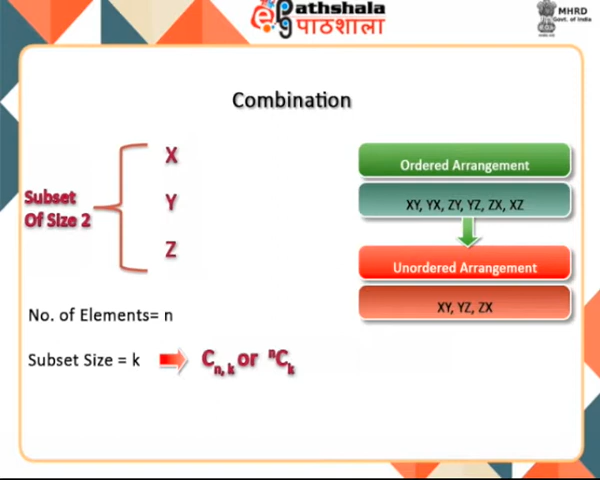 ePathshala
पाठशाला
MHRD
Govt. of India
Combination
Subset
Of Size 2
X
Y
Z
Ordered Arrangement
XY, YX, ZY, YZ, ZX, XZ
Unordered Arrangement
XY, YZ, ZX
No. of Elements= n
Subset Size = k
Cₙ,ₖ or ⁿCₖ